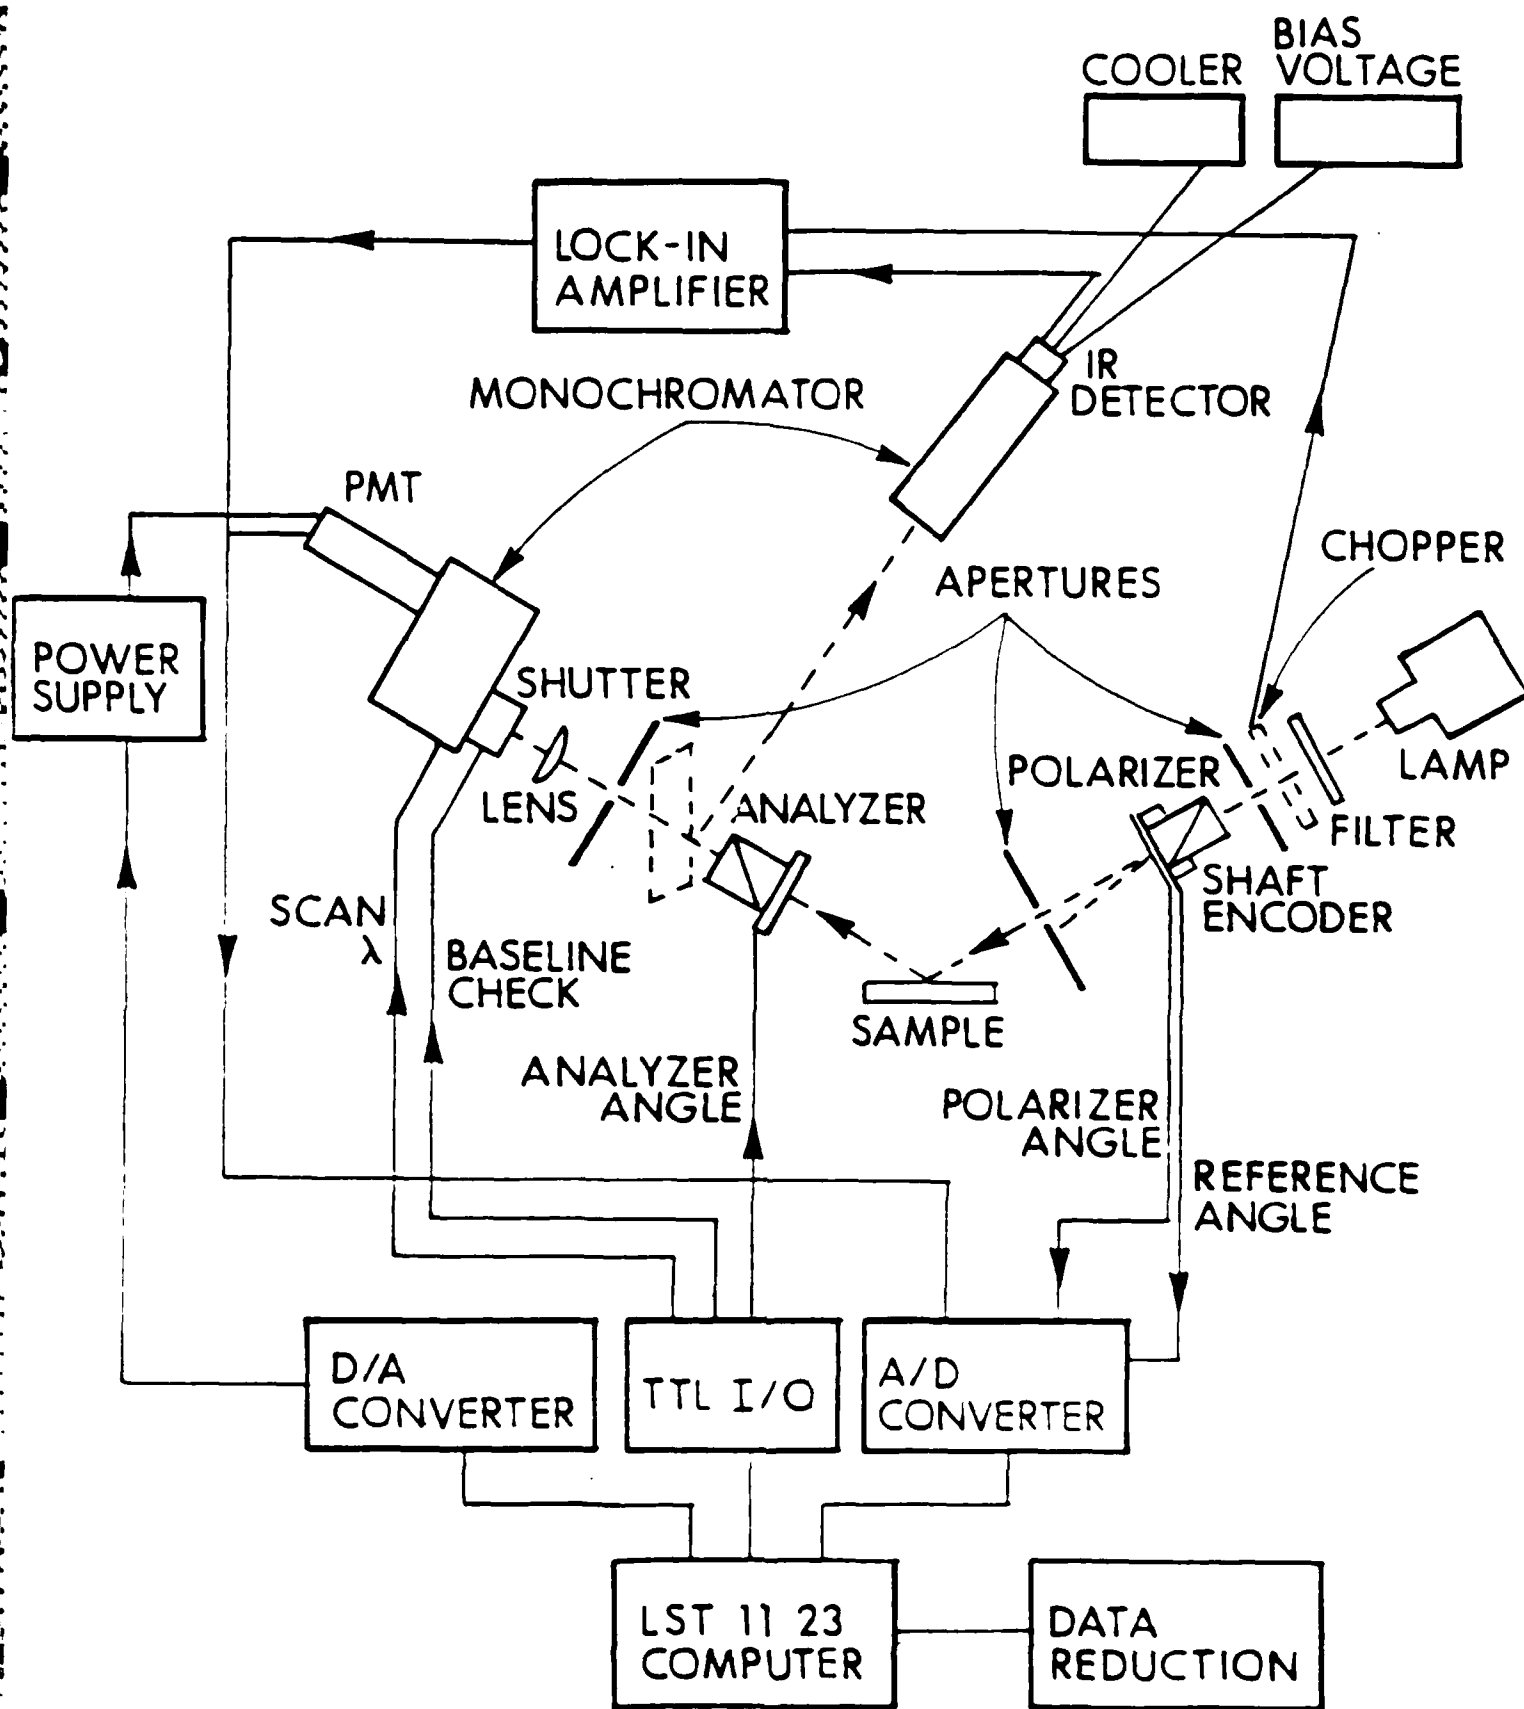 COOLER
BIAS
VOLTAGE
LOCK-IN
AMPLIFIER
IR
DETECTOR
MONOCHROMATOR
PMT
CHOPPER
APERTURES
POWER
SUPPLY
SHUTTER
LENS
ANALYZER
POLARIZER
LAMP
FILTER
SHAFT
ENCODER
SCAN
λ
BASELINE
CHECK
SAMPLE
ANALYZER
ANGLE
POLARIZER
ANGLE
REFERENCE
ANGLE
D/A
CONVERTER
TTL I/O
A/D
CONVERTER
LST 11 23
COMPUTER
DATA
REDUCTION